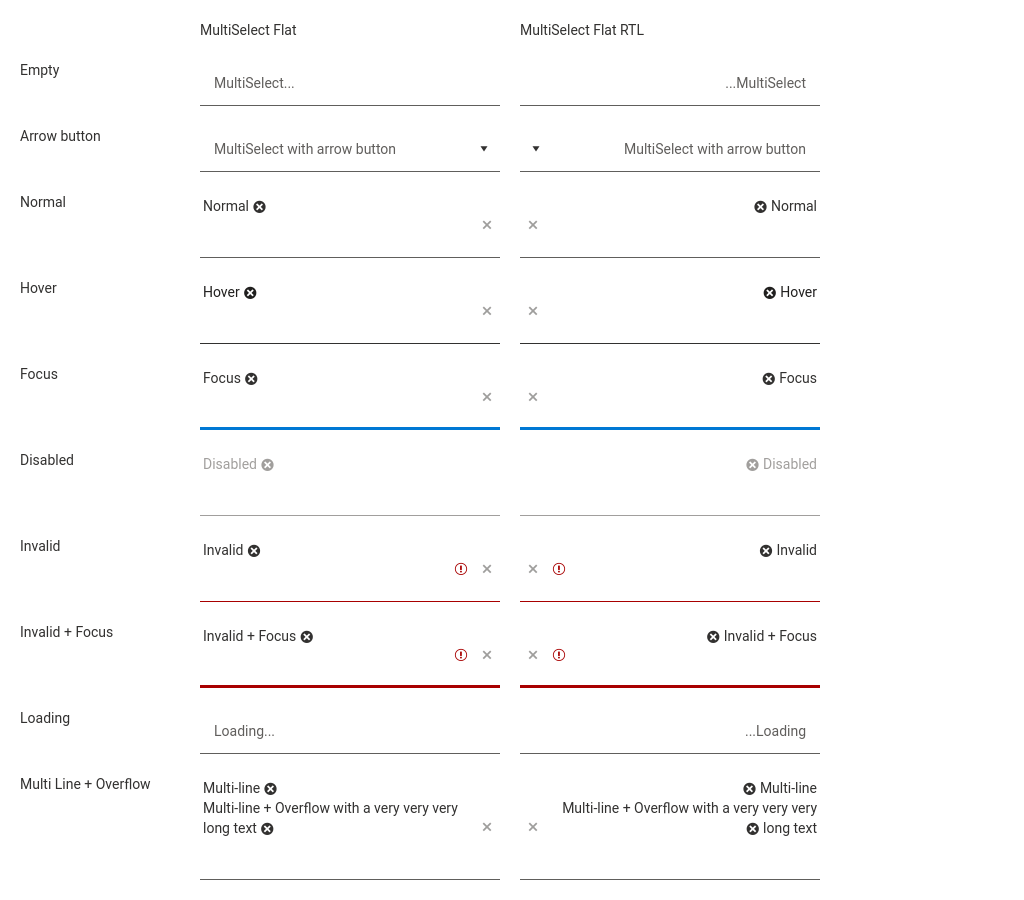 MultiSelect Flat
MultiSelect Flat RTL
Empty
MultiSelect...
...MultiSelect
Arrow button
MultiSelect with arrow button
MultiSelect with arrow button
Normal
Normal
Normal
Hover
Hover
Hover
Focus
Focus
Focus
Disabled
Disabled
Disabled
Invalid
Invalid
Invalid
Invalid + Focus
Invalid + Focus
Invalid + Focus
Loading
Loading...
...Loading
Multi Line + Overflow
Multi-line
Multi-line + Overflow with a very very very
long text
Multi-line
Multi-line + Overflow with a very very very
long text